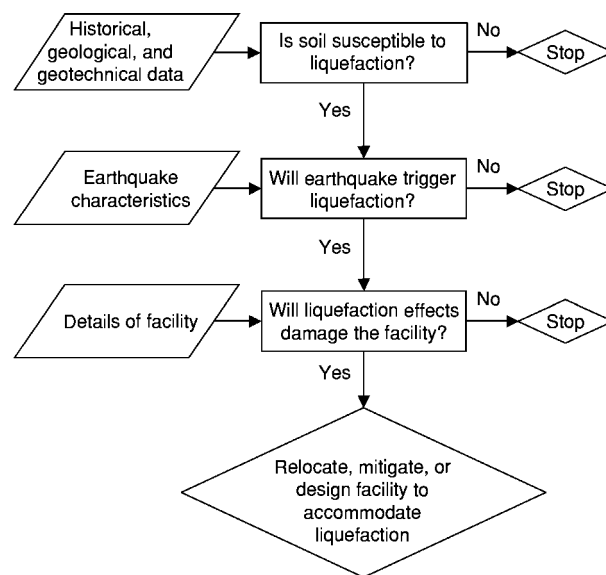 Historical,
geological, and
geotechnical data
Is soil susceptible to
liquefaction?
No
Stop
Yes
Earthquake
characteristics
Will earthquake trigger
liquefaction?
No
Stop
Yes
Details of facility
Will liquefaction effects
damage the facility?
No
Stop
Yes
Relocate, mitigate, or
design facility to
accommodate
liquefaction